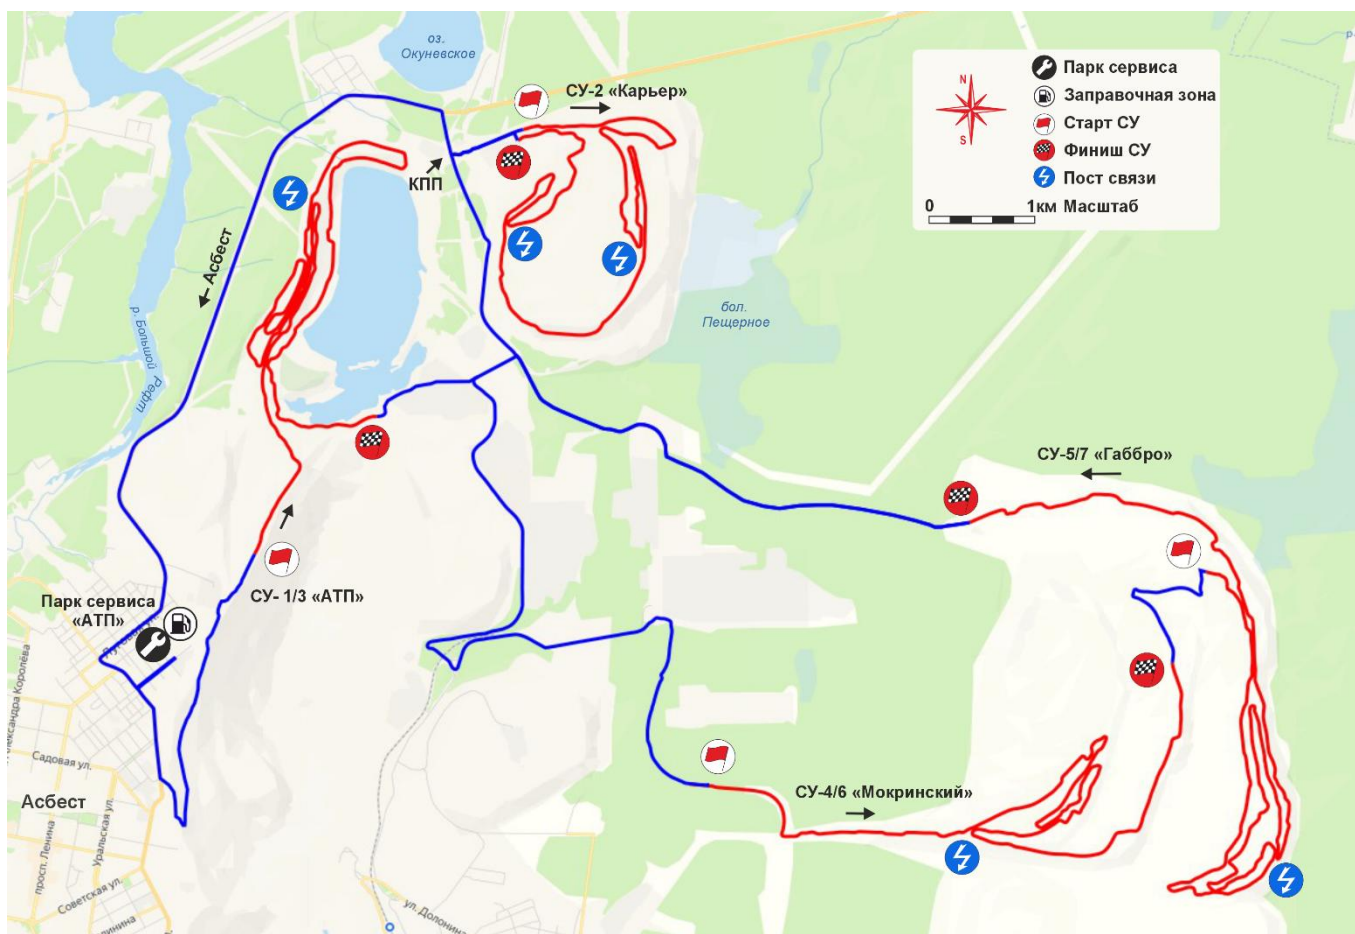 оз.
Окуневское
СУ-2 «Карьер»
КПП
Асбест
р. Большой
Рефт
бол.
Пещерное
N
S
Парк сервиса
Заправочная зона
Старт СУ
Финиш СУ
Пост связи
0
1км
Масштаб
СУ-5/7 «Габбро»
СУ- 1/3 «АТП»
Парк сервиса
«АТП»
СУ-4/6 «Мокринский»
Александра Королёва
Садовая ул.
Асбест
Уральская ул.
просп. Ленина
Советская ул.
ул. Долонина